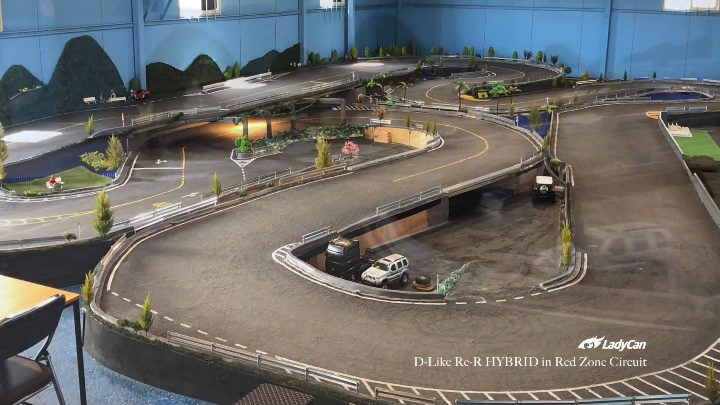 LadyCan
D-Like Re-R HYBRID in Red Zone Circuit